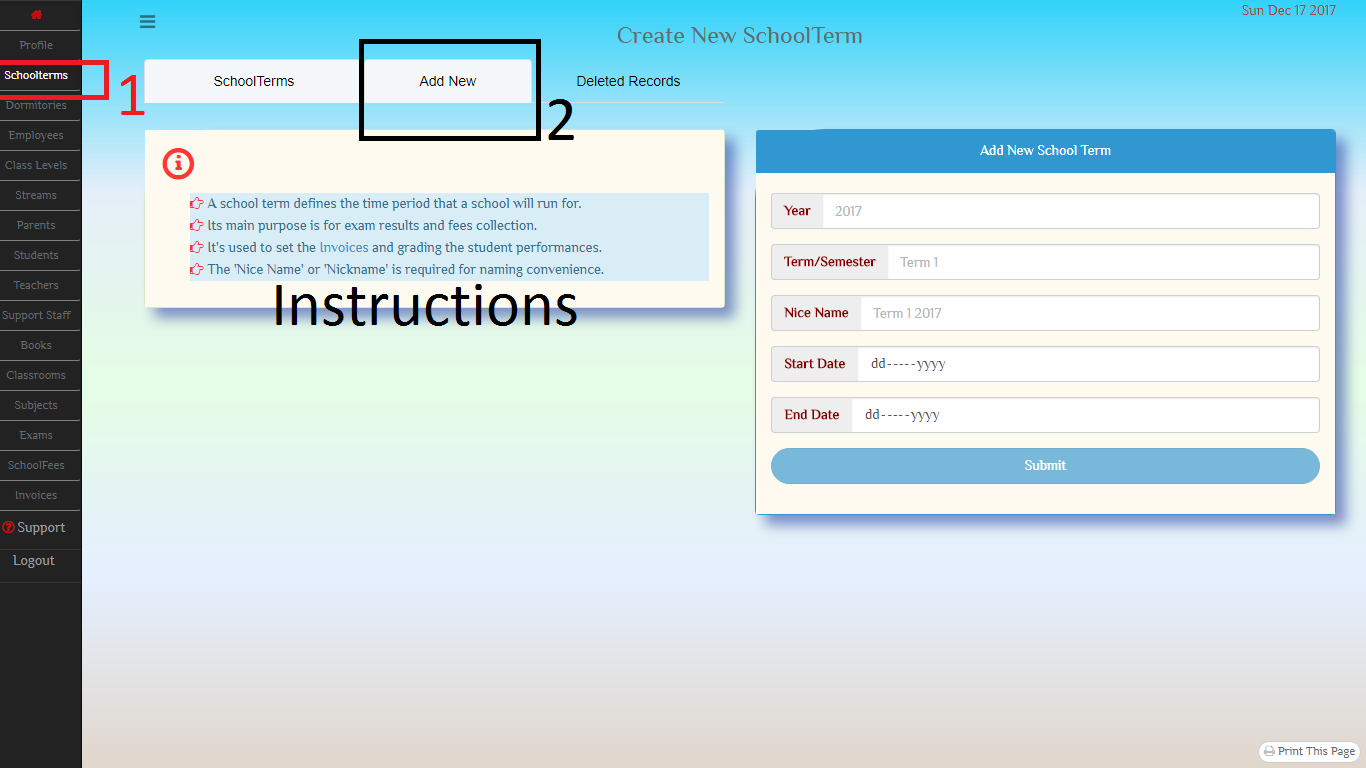 Sun Dec 17 2017
Create New SchoolTerm
Profile
Schoolterms
Dormitories
Employees
Class Levels
Streams
Parents
Students
Teachers
Support Staff
Books
Classrooms
Subjects
Exams
SchoolFees
Invoices
Support
Logout
1
SchoolTerms
Add New
Deleted Records
2
A school term defines the time period that a school will run for.
Its main purpose is for exam results and fees collection.
It's used to set the Invoices and grading the student performances.
The 'Nice Name' or 'Nickname' is required for naming convenience.
Instructions
Add New School Term
Year 2017
Term/Semester Term 1
Nice Name Term 1 2017
Start Date dd-----yyyy
End Date dd-----yyyy
Submit
Print This Page